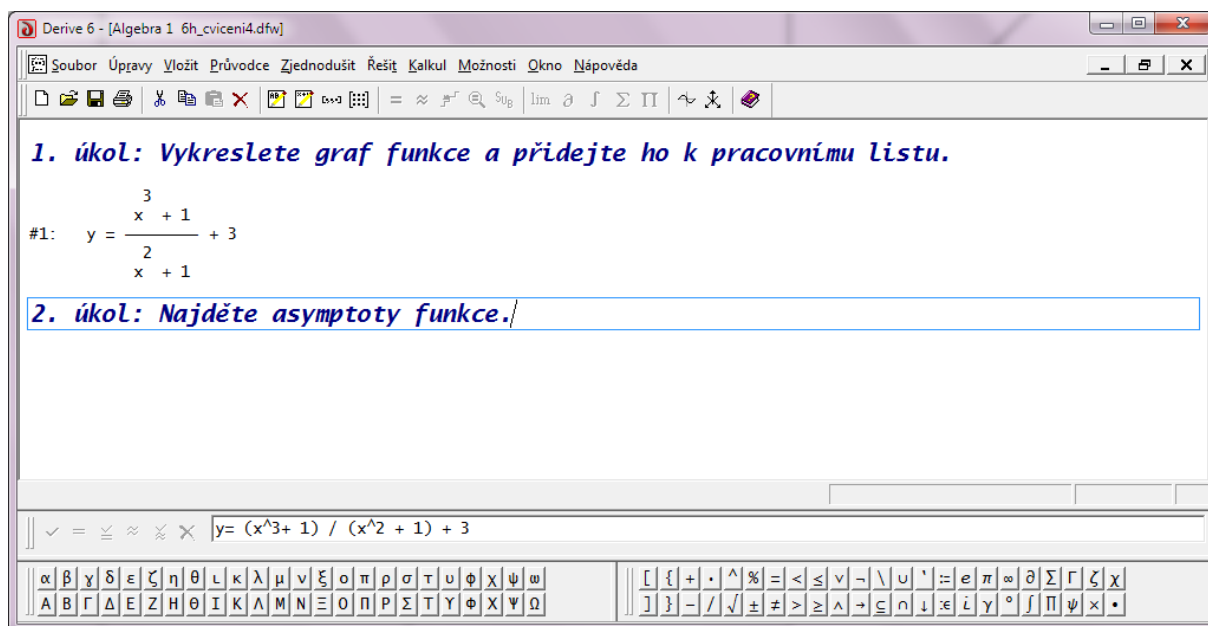 Derive 6 - [Algebra 1 6h_cviceni4.dfw]
Soubor Úpravy Vložit Průvodce Zjednodušit Řešit Kalkul Možnosti Okno Nápověda
= ≈ SUB lim ∂ ∫ Σ Π
1. úkol: Vykreslete graf funkce a přidejte ho k pracovnímu listu.
3
x + 1
#1: y = ——— + 3
2
x + 1
2. úkol: Najděte asymptoty funkce.
y= (x^3+ 1) / (x^2 + 1) + 3
α β γ δ ε ζ η θ ι κ λ μ ν ξ ο π ρ σ τ υ φ χ ψ ω [ { + · ^ % = < ≤ ∨ ¬ \ ∪ ' := e π ∞ ∂ Σ Γ ζ χ
Α Β Γ Δ Ε Ζ Η Θ Ι Κ Λ Μ Ν Ξ Ο Π Ρ Σ Τ Υ Φ Χ Ψ Ω ] } − / √ ± ≠ > ≥ ∧ → ⊆ ∩ ↓ :∈ i γ ° ∫ Π ψ × •